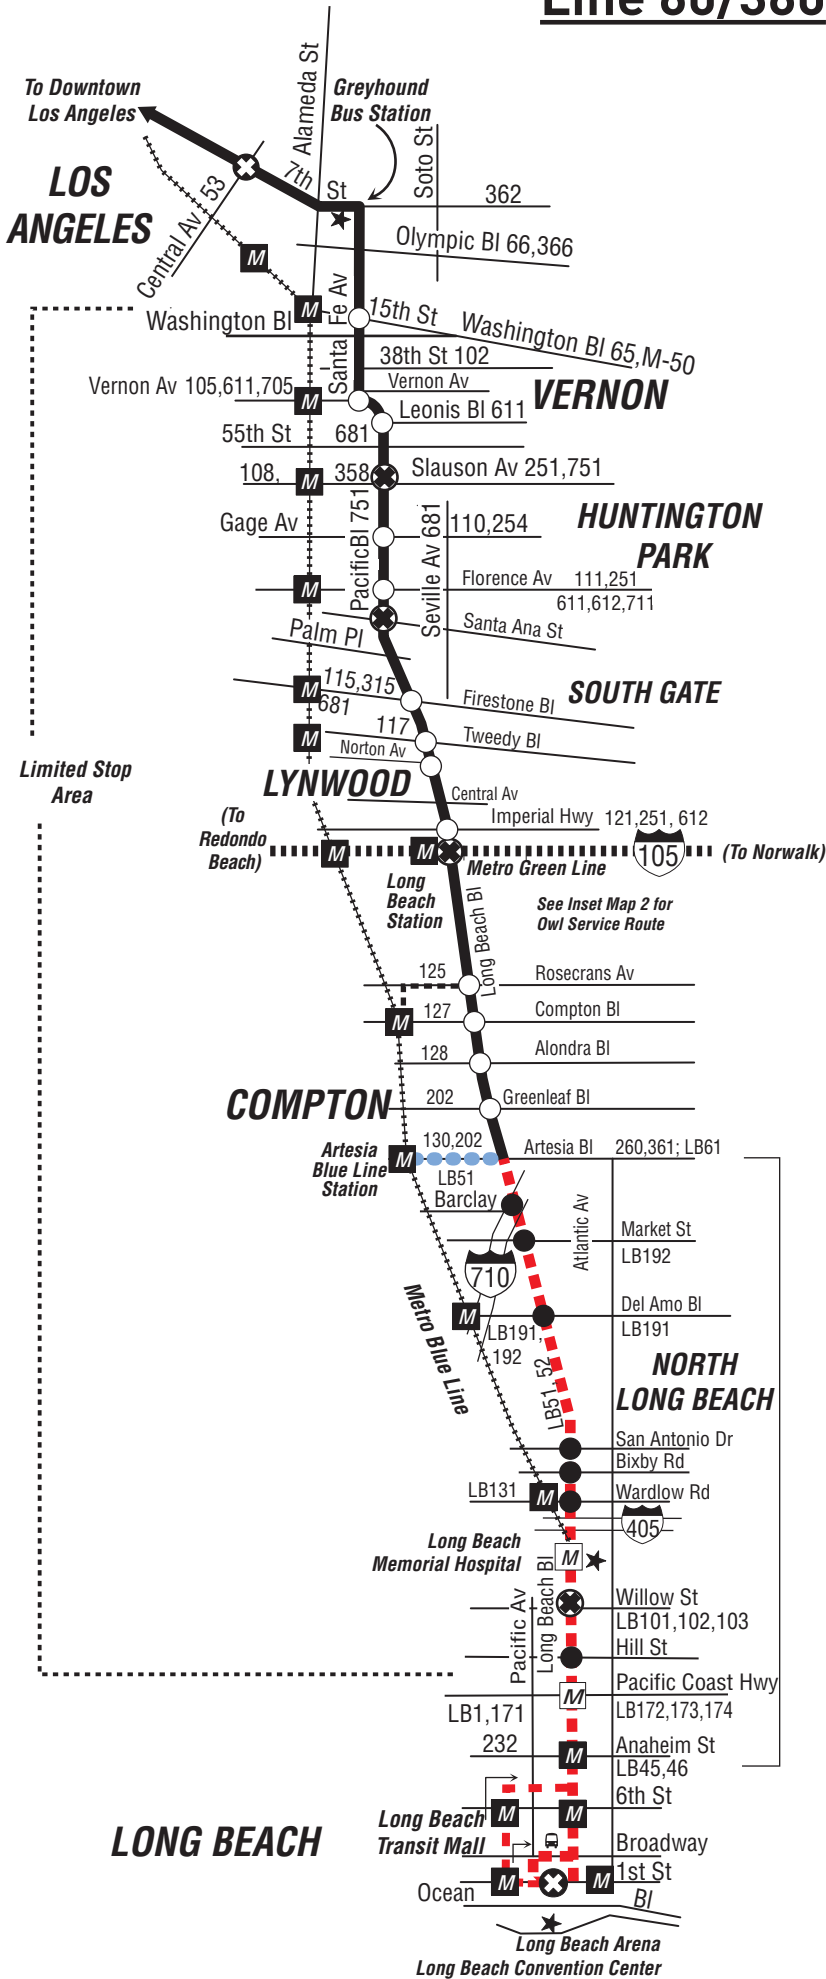 Line 60/360
To Downtown
Los Angeles
Alameda St
Greyhound
Bus Station
Soto St
LOS
ANGELES
Central Av 53
7th St
362
Olympic Bl 66,366
M
M
Santa Fe Av
15th St
Washington Bl
Washington Bl 65,M-50
38th St 102
Vernon Av 105,611,705
M
Vernon Av
VERNON
Leonis Bl 611
55th St 681
108, 358
M
Slauson Av 251,751
HUNTINGTON
PARK
Gage Av
PacificBl 751
Seville Av 681
110,254
M
Florence Av 111,251
611,612,711
Palm Pl
Santa Ana St
M
115,315
681
Firestone Bl
SOUTH GATE
M
117
Tweedy Bl
Norton Av
Limited Stop
Area
LYNWOOD
Central Av
Imperial Hwy 121,251, 612
(To
Redondo
Beach)
M
M
Metro Green Line
105
(To Norwalk)
Long
Beach
Station
Long Beach Bl
See Inset Map 2 for
Owl Service Route
125
Rosecrans Av
M
127
Compton Bl
128
Alondra Bl
COMPTON
202
Greenleaf Bl
Artesia
Blue Line
Station
M
130,202
LB51
Artesia Bl 260,361; LB61
Barclay
Atlantic Av
Market St
LB192
710
Metro Blue Line
M
LB191,
192
Del Amo Bl
LB191
LB51, 52
NORTH
LONG BEACH
San Antonio Dr
Bixby Rd
LB131
M
Wardlow Rd
405
Long Beach
Memorial Hospital
M
Pacific Av
Long Beach Bl
Willow St
LB101,102,103
Hill St
M
Pacific Coast Hwy
LB1,171
LB172,173,174
232
M
Anaheim St
LB45,46
M
M
6th St
LONG BEACH
Long Beach
Transit Mall
Broadway
M
M
1st St
Ocean Bl
Long Beach Arena
Long Beach Convention Center